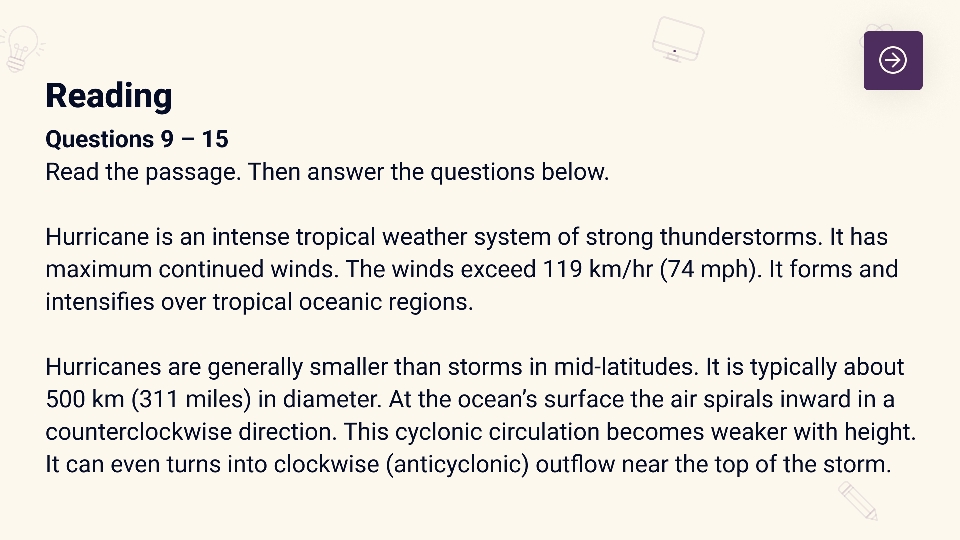 Reading
Questions 9 – 15
Read the passage. Then answer the questions below.
Hurricane is an intense tropical weather system of strong thunderstorms. It has
maximum continued winds. The winds exceed 119 km/hr (74 mph). It forms and
intensifies over tropical oceanic regions.
Hurricanes are generally smaller than storms in mid-latitudes. It is typically about
500 km (311 miles) in diameter. At the ocean’s surface the air spirals inward in a
counterclockwise direction. This cyclonic circulation becomes weaker with height.
It can even turns into clockwise (anticyclonic) outflow near the top of the storm.